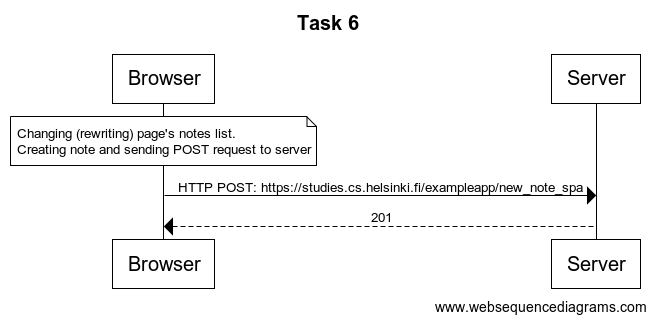 Task 6
Browser
Server
Changing (rewriting) page's notes list.
Creating note and sending POST request to server
HTTP POST: https://studies.cs.helsinki.fi/exampleapp/new_note_spa
201
Browser
Server
www.websequencediagrams.com